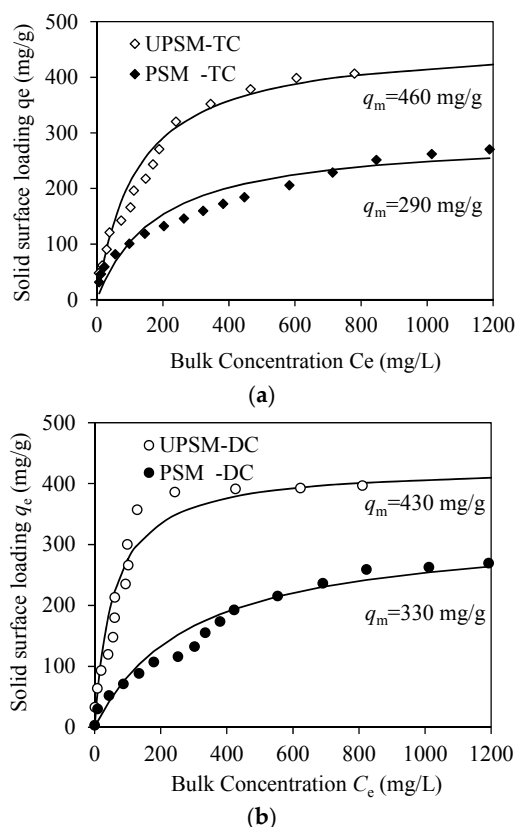 (a)
500
400
300
200
100
0
Solid surface loading qe (mg/g)
UPSM-TC
PSM -TC
qm=460 mg/g
qm=290 mg/g
0 200 400 600 800 1000 1200
Bulk Concentration Ce (mg/L)
(a)
500
400
300
200
100
0
Solid surface loading qe (mg/g)
UPSM-DC
PSM -DC
qm=430 mg/g
qm=330 mg/g
0 200 400 600 800 1000 1200
Bulk Concentration Ce (mg/L)
(b)